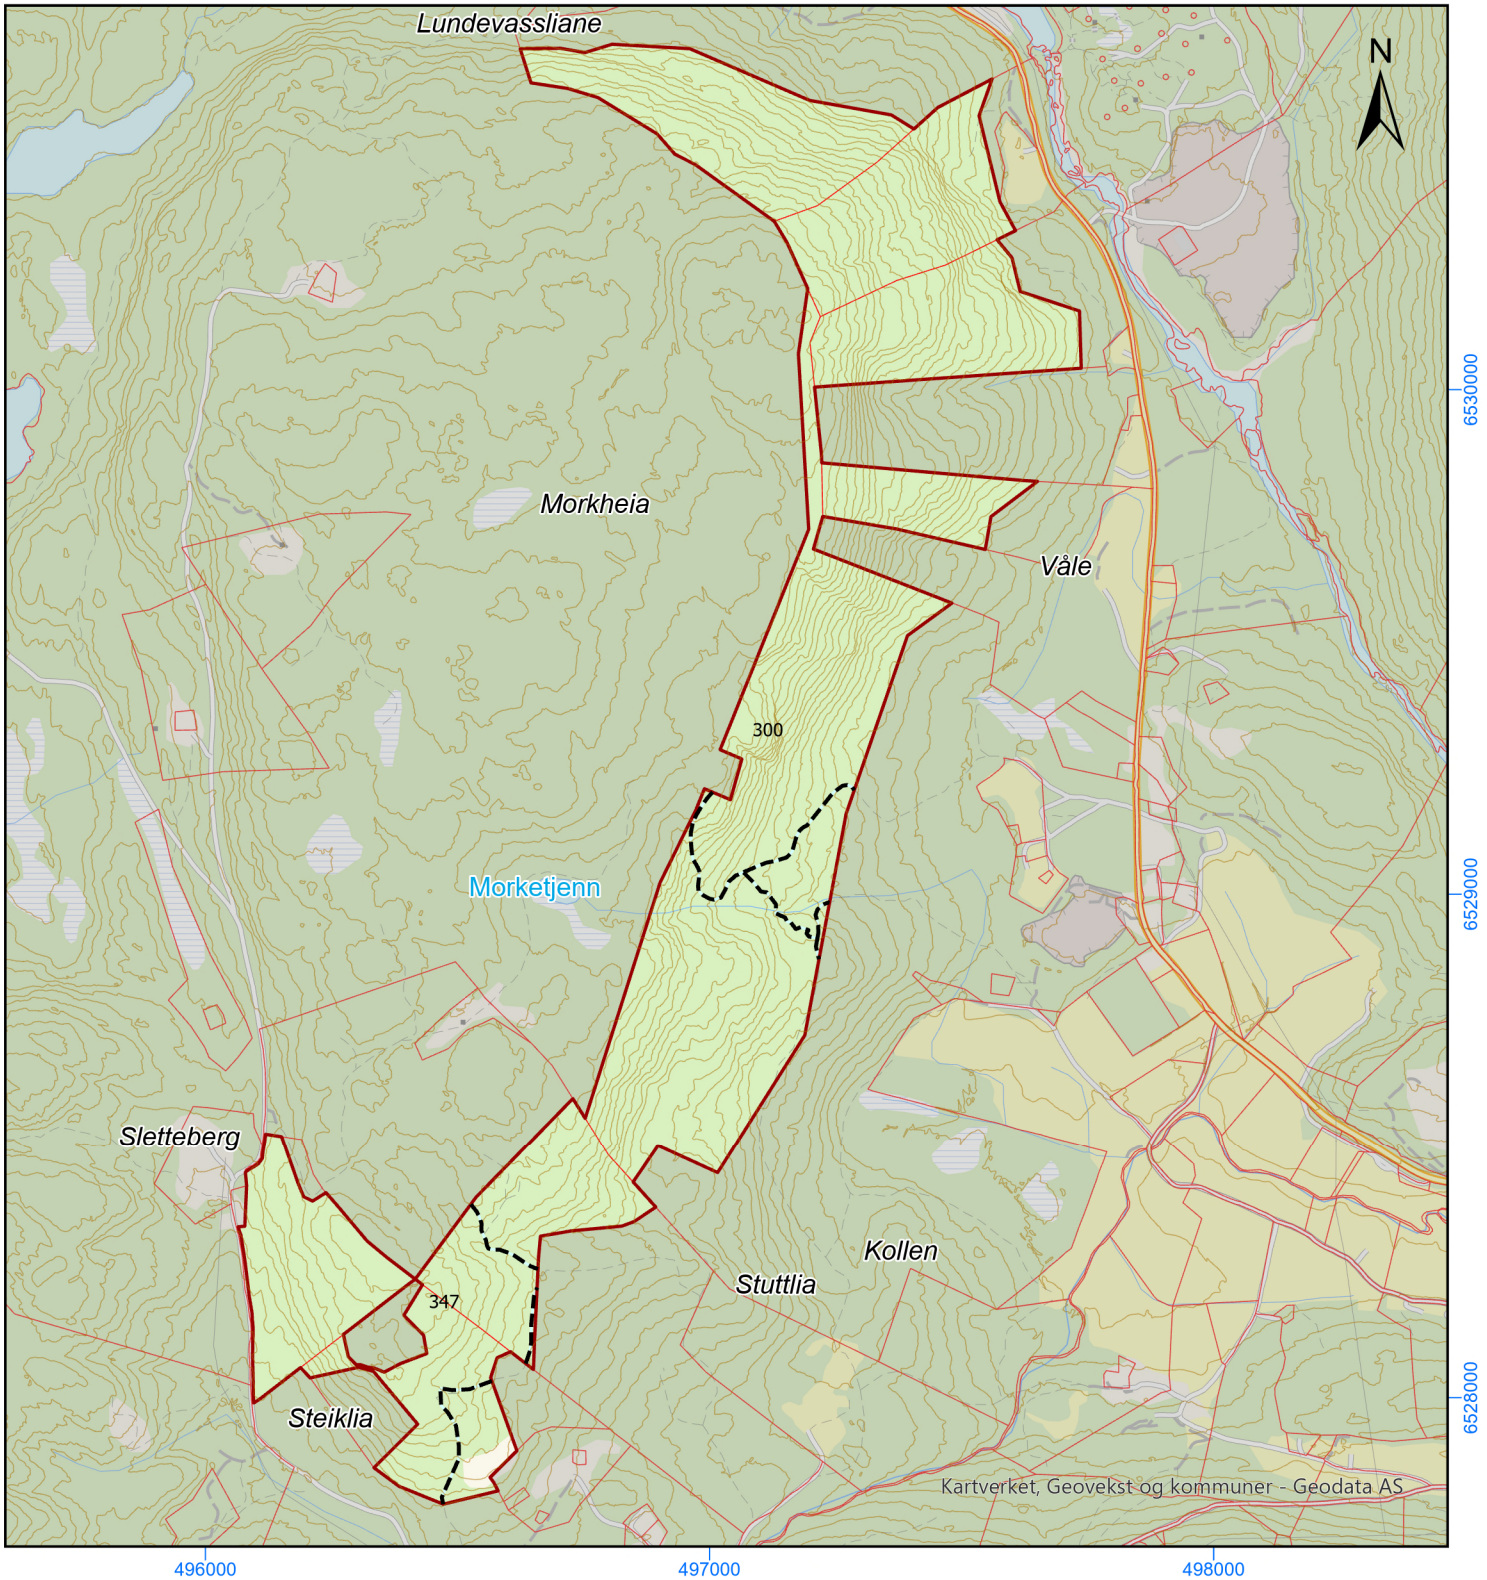 Lundevassliane
N
6530000
Morkheia
Våle
300
Morketjenn
6529000
Sletteberg
Kollen
Stuttlia
347
6528000
Steiklia
Kartverket, Geovekst og kommuner - Geodata AS
496000
497000
498000